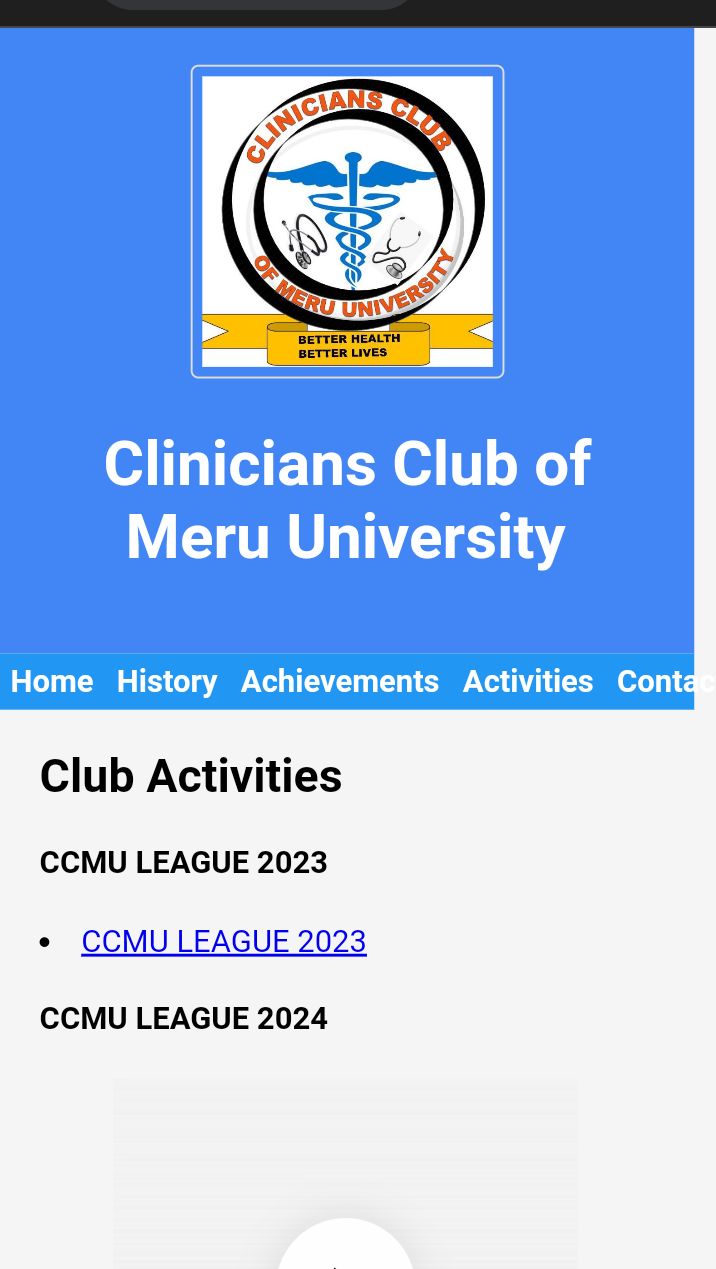 CLINICIANS CLUB
OF MERU UNIVERSITY
BETTER HEALTH
BETTER LIVES
Clinicians Club of
Meru University
Home History Achievements Activities Contac
Club Activities
CCMU LEAGUE 2023
• CCMU LEAGUE 2023
CCMU LEAGUE 2024